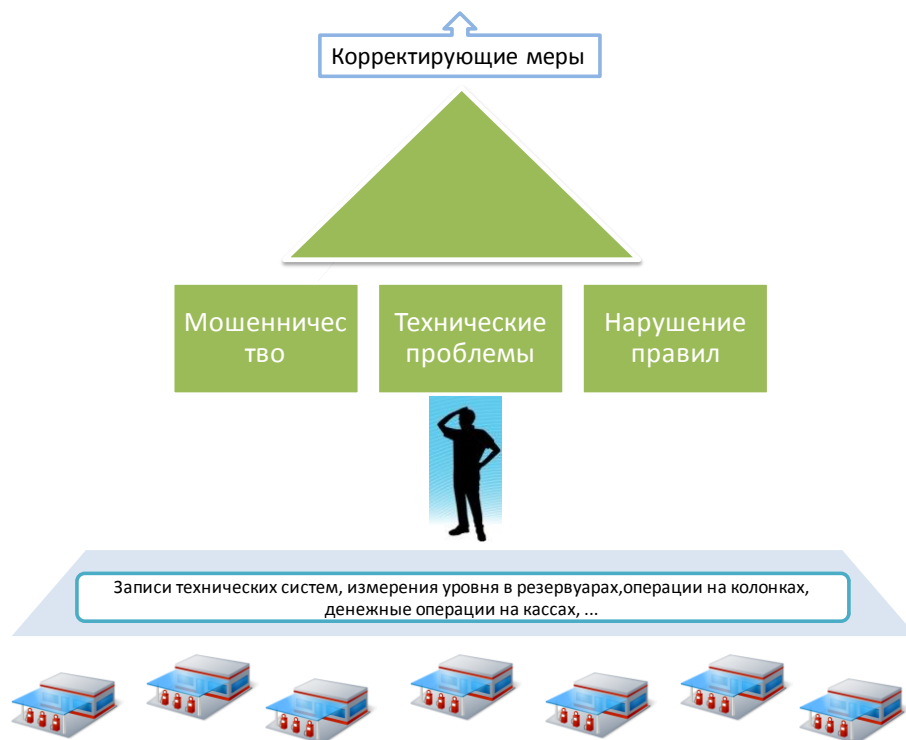 Корректирующие меры
Мошенничес
тво
Технические
проблемы
Нарушение
правил
Записи технических систем, измерения уровня в резервуарах,операции на колонках,
денежные операции на кассах, ...